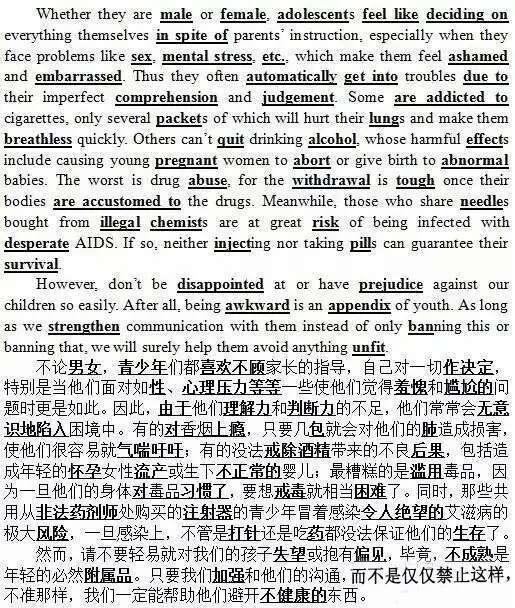 Whether they are male or female, adolescents feel like deciding on
everything themselves in spite of parents' instruction, especially when they
face problems like sex, mental stress, etc., which make them feel ashamed
and embarrassed. Thus they often automatically get into troubles due to
their imperfect comprehension and judgement. Some are addicted to
cigarettes, only several packets of which will hurt their lungs and make them
breathless quickly. Others can't quit drinking alcohol, whose harmful effects
include causing young pregnant women to abort or give birth to abnormal
babies. The worst is drug abuse, for the withdrawal is tough once their
bodies are accustomed to the drugs. Meanwhile, those who share needles
bought from illegal chemists are at great risk of being infected with
desperate AIDS. If so, neither injecting nor taking pills can guarantee their
survival.
However, don't be disappointed at or have prejudice against our
children so easily. After all, being awkward is an appendix of youth. As long
as we strengthen communication with them instead of only banning this or
banning that, we will surely help them avoid anything unfit.
不论男女，青少年们都喜欢不顾家长的指导，自己对一切作决定，
特别是当他们面对如性、心理压力等等一些使他们觉得羞愧和尴尬的问
题时更是如此。因此，由于他们理解力和判断力的不足，他们常常会无意
识地陷入困境中。有的对香烟上瘾，只要几包就会对他们的肺造成损害，
使他们很容易就气喘吁吁；有的没法戒除酒精带来的不良后果，包括造
成年轻的怀孕女性流产或生下不正常的婴儿；最糟糕的是滥用毒品，因
为一旦他们的身体对毒品习惯了，要想戒毒就相当困难了。同时，那些共
用从非法药剂师处购买的注射器的青少年冒着感染令人绝望的艾滋病的
极大风险，一旦感染上，不管是打针还是吃药都没法保证他们的生存了。
然而，请不要轻易就对我们的孩子失望或抱有偏见，毕竟，不成熟是
年轻的必然附属品。只要我们加强和他们的沟通，而不是仅仅禁止这样，
不准那样，我们一定能帮助他们避开不健康的东西。